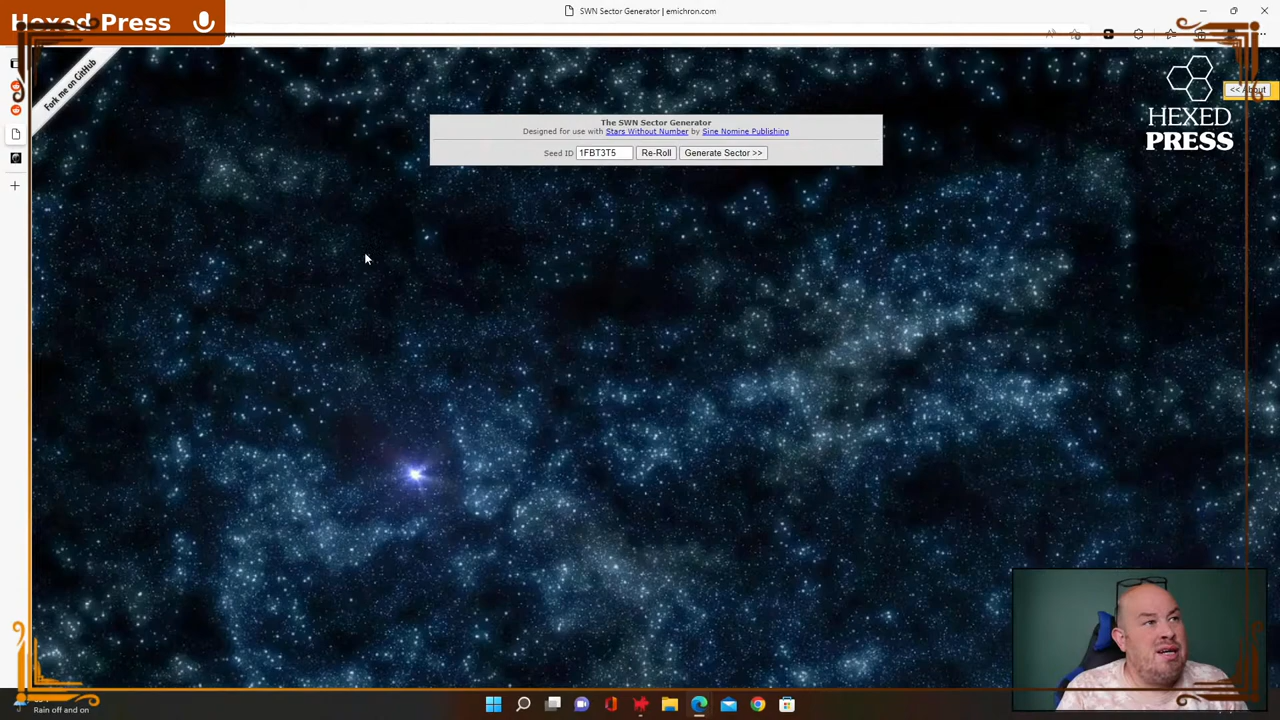 Hexed Press
SWN Sector Generator | emichron.com
Fork me on GitHub
<< About
HEXED
PRESS
The SWN Sector Generator
Designed for use with Stars Without Number by Sine Nomine Publishing
Seed ID 1FBT3T5 Re-Roll Generate Sector >>
Rain off and on